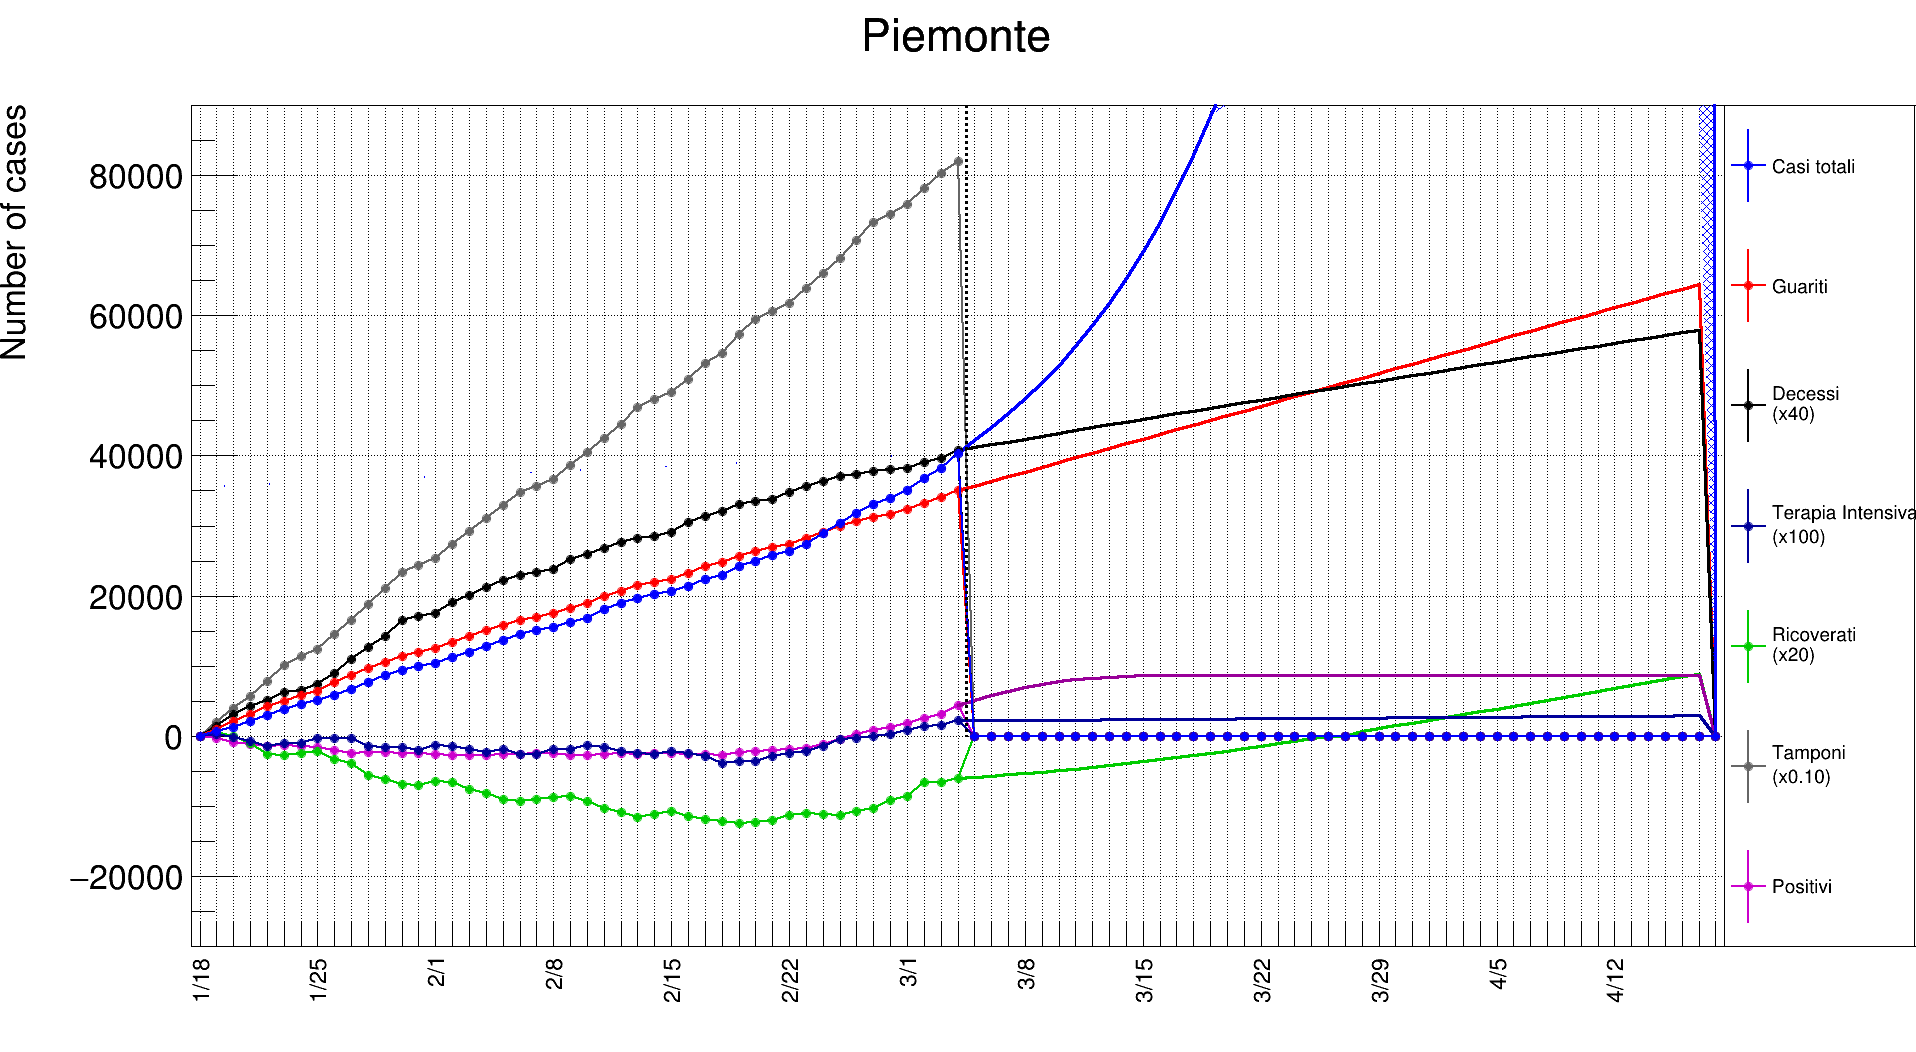 Piemonte
Number of cases
80000
60000
40000
20000
0
−20000
1/18
1/25
2/1
2/8
2/15
2/22
3/1
3/8
3/15
3/22
3/29
4/5
4/12
Casi totali
Guariti
Decessi
(x40)
Terapia Intensiva
(x100)
Ricoverati
(x20)
Tamponi
(x0.10)
Positivi